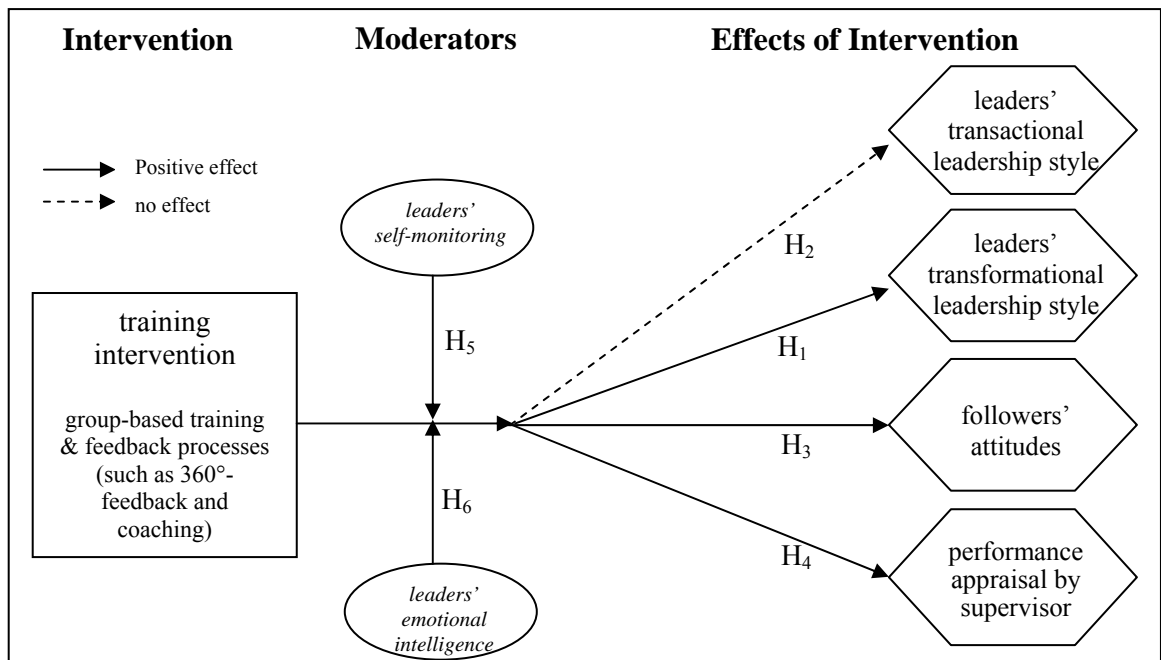 Intervention
Moderators
Effects of Intervention
Positive effect
no effect
training
intervention
group-based training
& feedback processes
(such as 360°-
feedback and
coaching)
leaders'
self-monitoring
H5
H6
leaders'
emotional
intelligence
H2
H1
H3
H4
leaders'
transactional
leadership style
leaders'
transformational
leadership style
followers'
attitudes
performance
appraisal by
supervisor